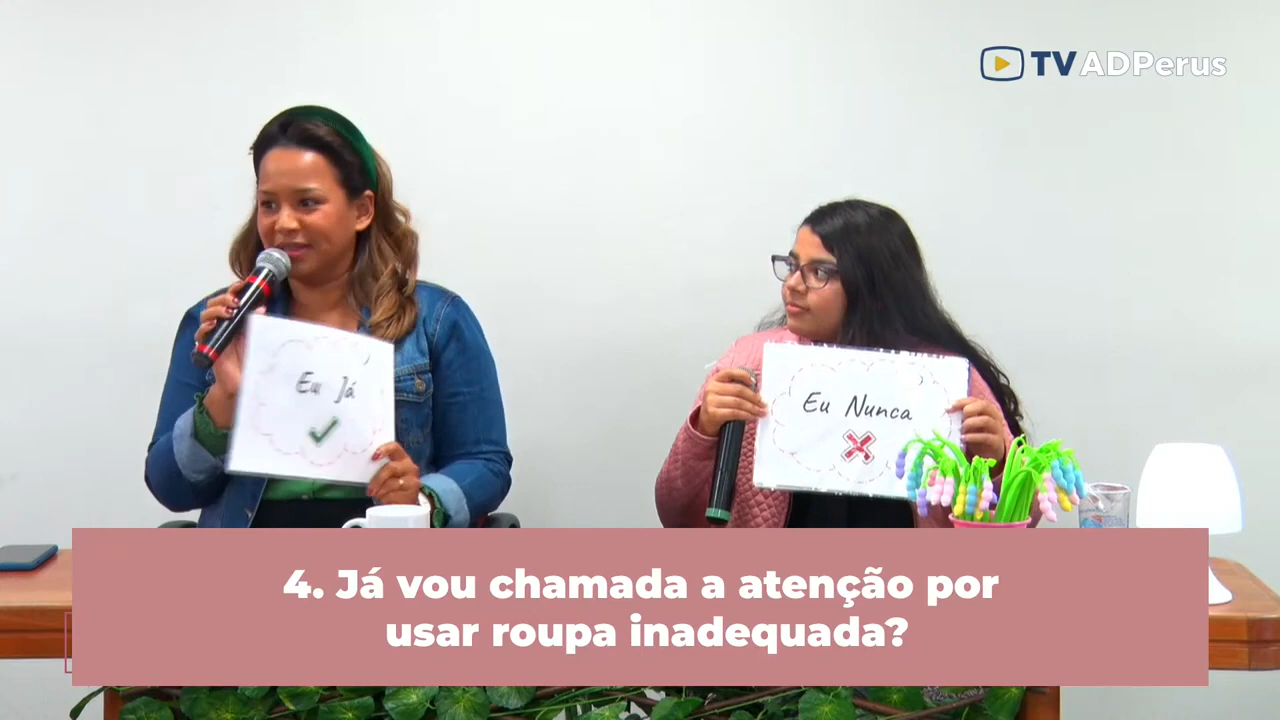 TVADPerus
Eu Já
Eu Nunca
4. Já vou chamada a atenção por
usar roupa inadequada?